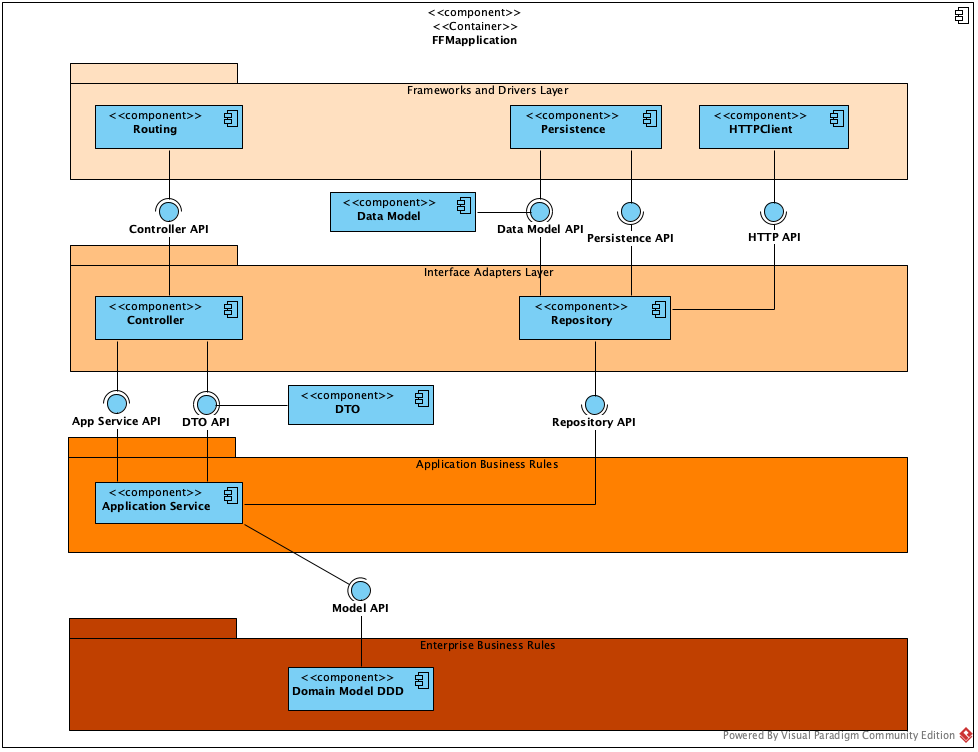 <<component>>
<<Container>>
FFMapplication
Frameworks and Drivers Layer
<<component>>
Routing
<<component>>
Persistence
<<component>>
HTTPClient
<<component>>
Data Model
Controller API
Data Model API
Persistence API
HTTP API
Interface Adapters Layer
<<component>>
Controller
<<component>>
Repository
<<component>>
DTO
App Service API
DTO API
Repository API
Application Business Rules
<<component>>
Application Service
Model API
Enterprise Business Rules
<<component>>
Domain Model DDD
Powered By Visual Paradigm Community Edition